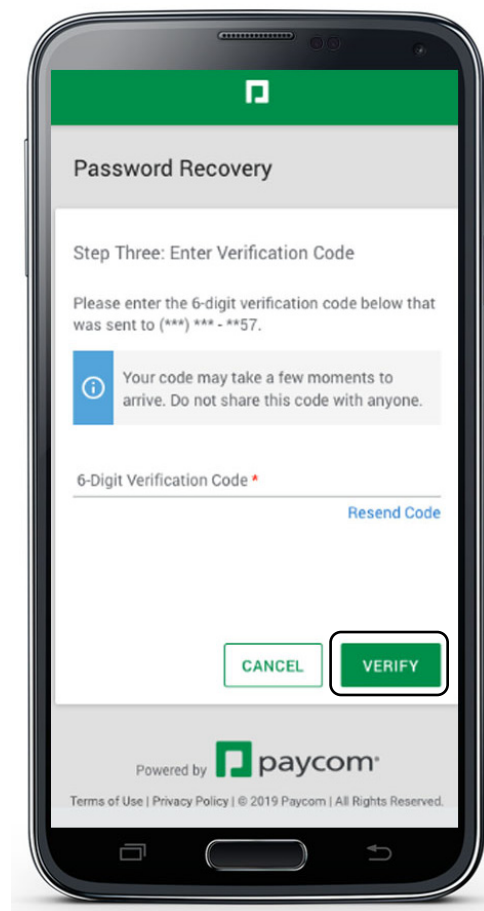 Password Recovery
Step Three: Enter Verification Code
Please enter the 6-digit verification code below that
was sent to (***) *** - **57.
Your code may take a few moments to
arrive. Do not share this code with anyone.
6-Digit Verification Code *
Resend Code
CANCEL VERIFY
Powered by paycom
Terms of Use | Privacy Policy | © 2019 Paycom | All Rights Reserved.